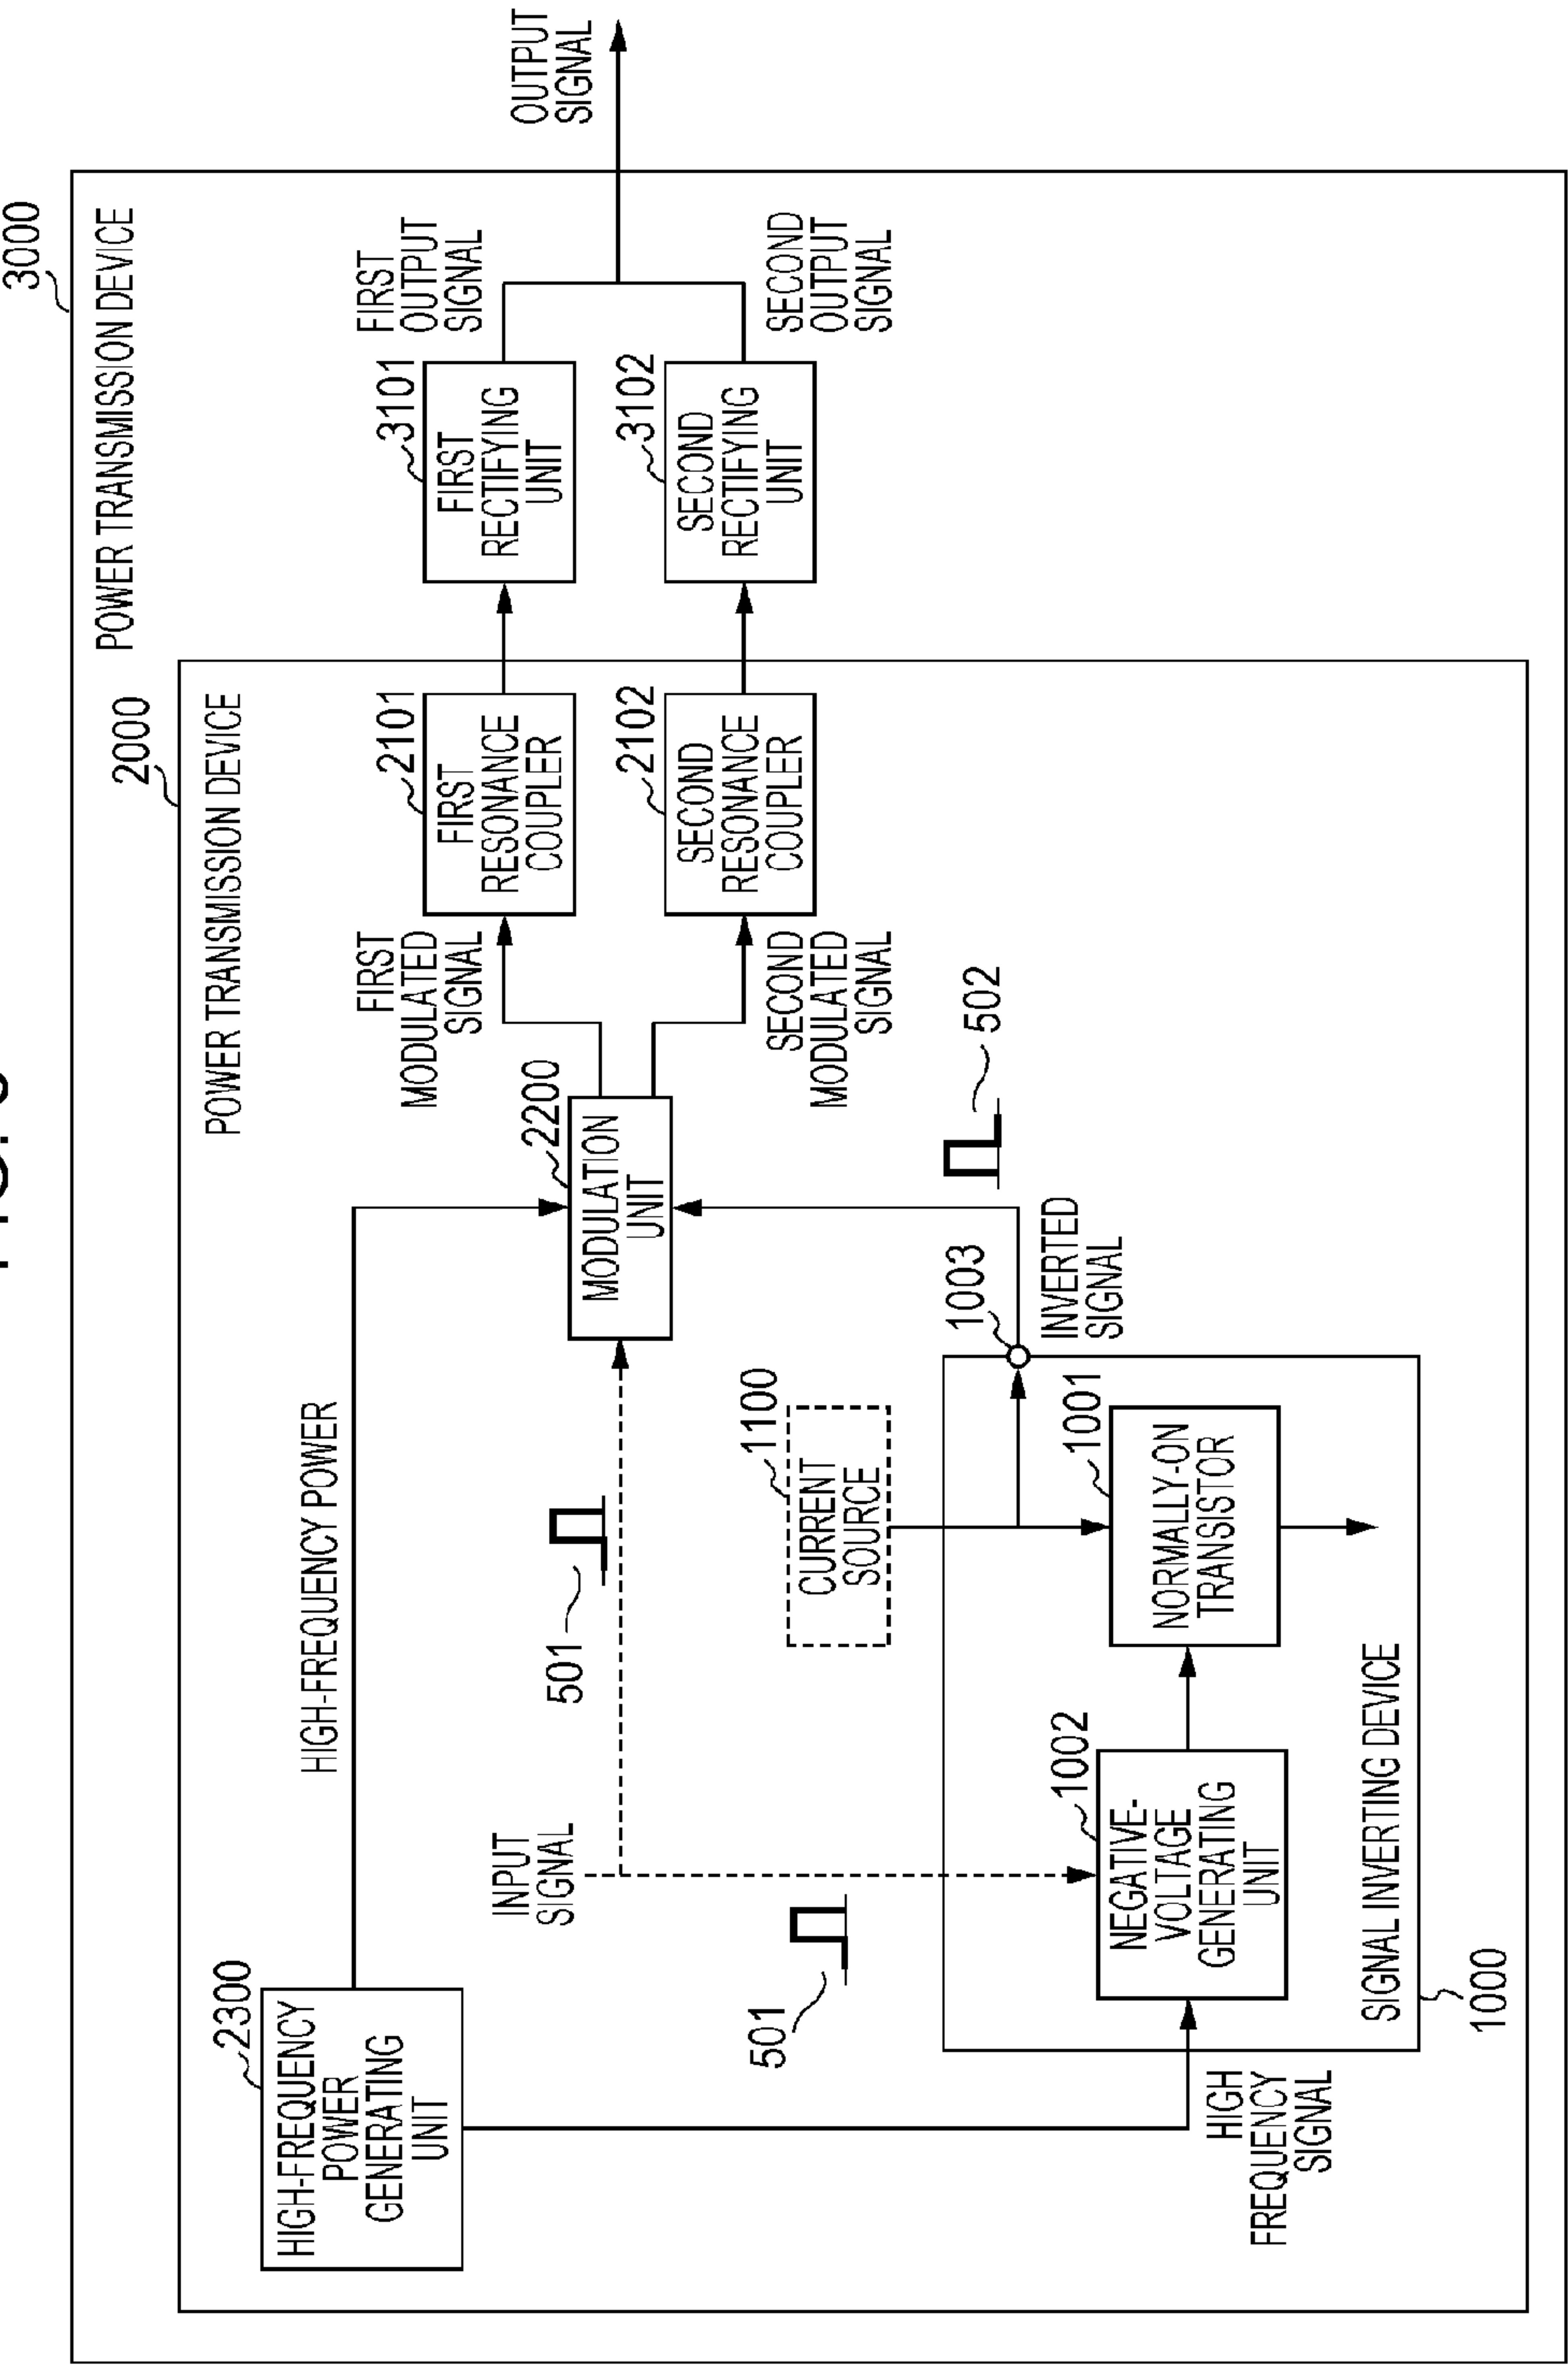 3000
POWER TRANSMISSION DEVICE
2000
POWER TRANSMISSION DEVICE
2300
HIGH-FREQUENCY
POWER
GENERATING
UNIT
HIGH-FREQUENCY POWER
INPUT
SIGNAL
501
501
2200
MODULATION
UNIT
FIRST
MODULATED
SIGNAL
2101
FIRST
RESONANCE
COUPLER
3101
FIRST
RECTIFYING
UNIT
FIRST
OUTPUT
SIGNAL
OUTPUT
SIGNAL
SECOND
MODULATED
SIGNAL
2102
SECOND
RESONANCE
COUPLER
3102
SECOND
RECTIFYING
UNIT
SECOND
OUTPUT
SIGNAL
1100
CURRENT
SOURCE
502
1003
INVERTED
SIGNAL
1002
NEGATIVE-
VOLTAGE
GENERATING
UNIT
1001
NORMALLY-ON
TRANSISTOR
HIGH
FREQUENCY
SIGNAL
SIGNAL INVERTING DEVICE
1000